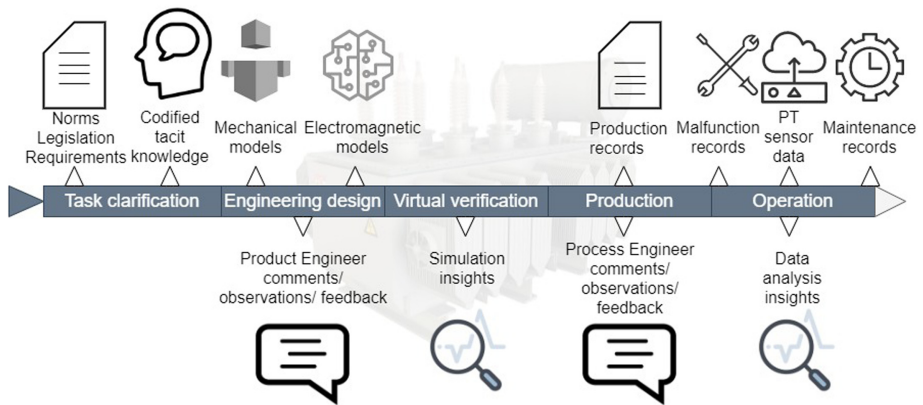 Norms
Legislation
Requirements
Codified
tacit
knowledge
Mechanical
models
Electromagnetic
models
Production
records
Malfunction
records
PT
sensor
data
Maintenance
records
Task clarification
Engineering design
Virtual verification
Production
Operation
Product Engineer
comments/
observations/ feedback
Simulation
insights
Process Engineer
comments/
observations/
feedback
Data
analysis
insights